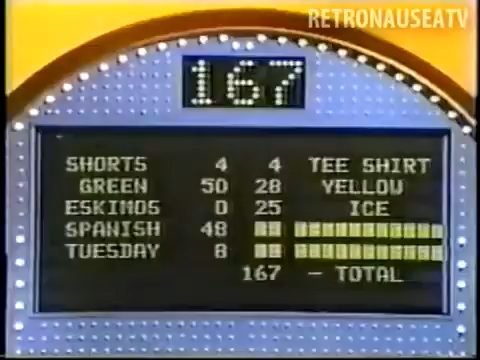 RETRONAUSEATV
167
SHORTS 4 4 TEE SHIRT
GREEN 50 28 YELLOW
ESKIMOS 0 25 ICE
SPANISH 48
TUESDAY 8
167 - TOTAL